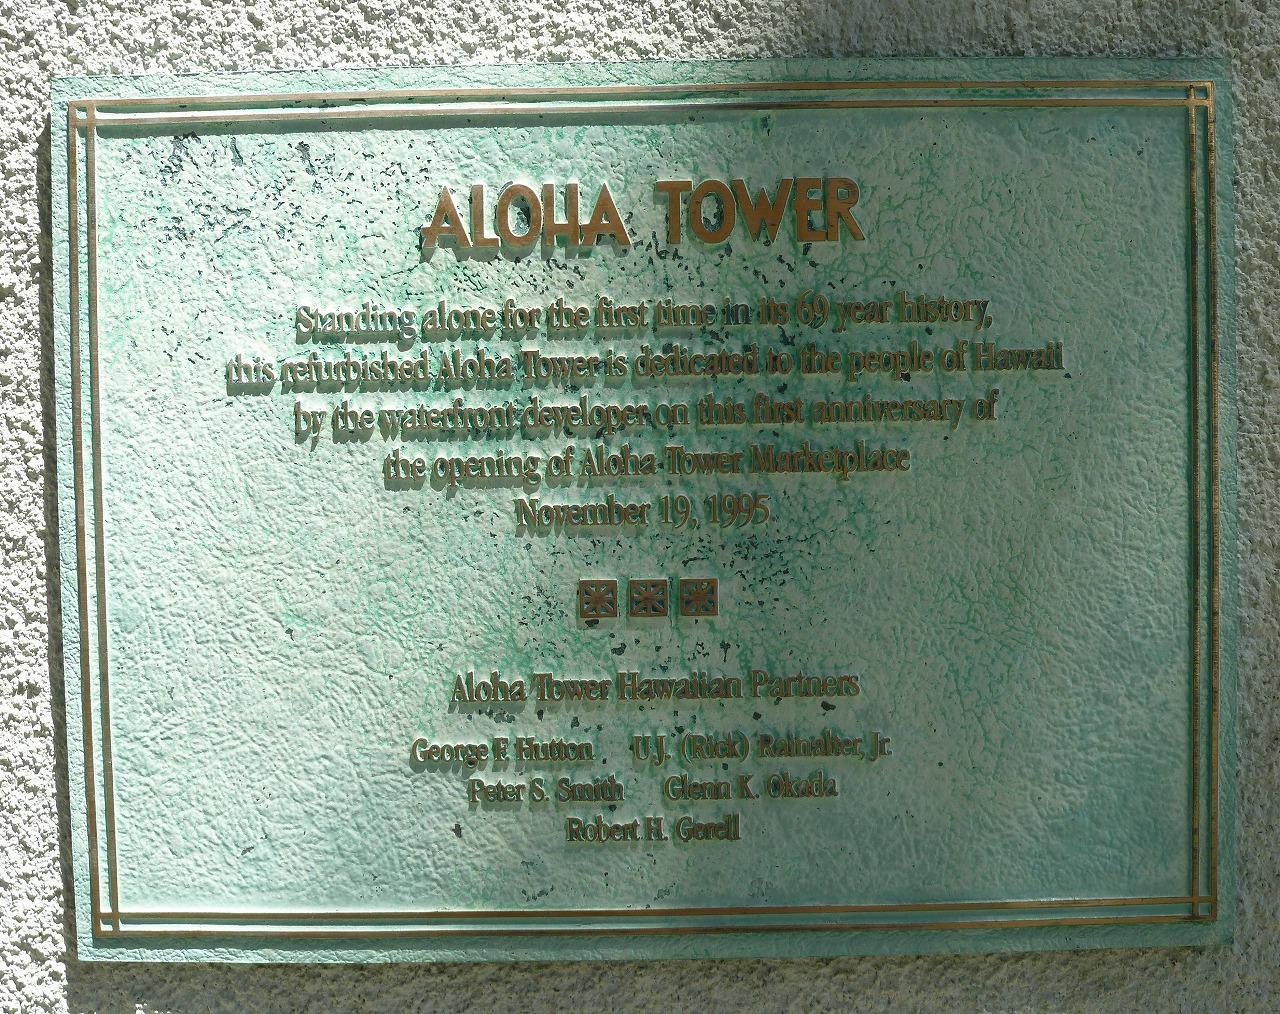 ALOHA TOWER
Standing alone for the first time in its 69 year history,
this refurbished Aloha Tower is dedicated to the people of Hawaii
by the waterfront developer on this first anniversary of
the opening of Aloha Tower Marketplace
November 19, 1995
Aloha Tower Hawaiian Partners
George F. Hutton U.J. (Rick) Rainalter, Jr.
Peter S. Smith Glenn K. Okada
Robert H. Gerell